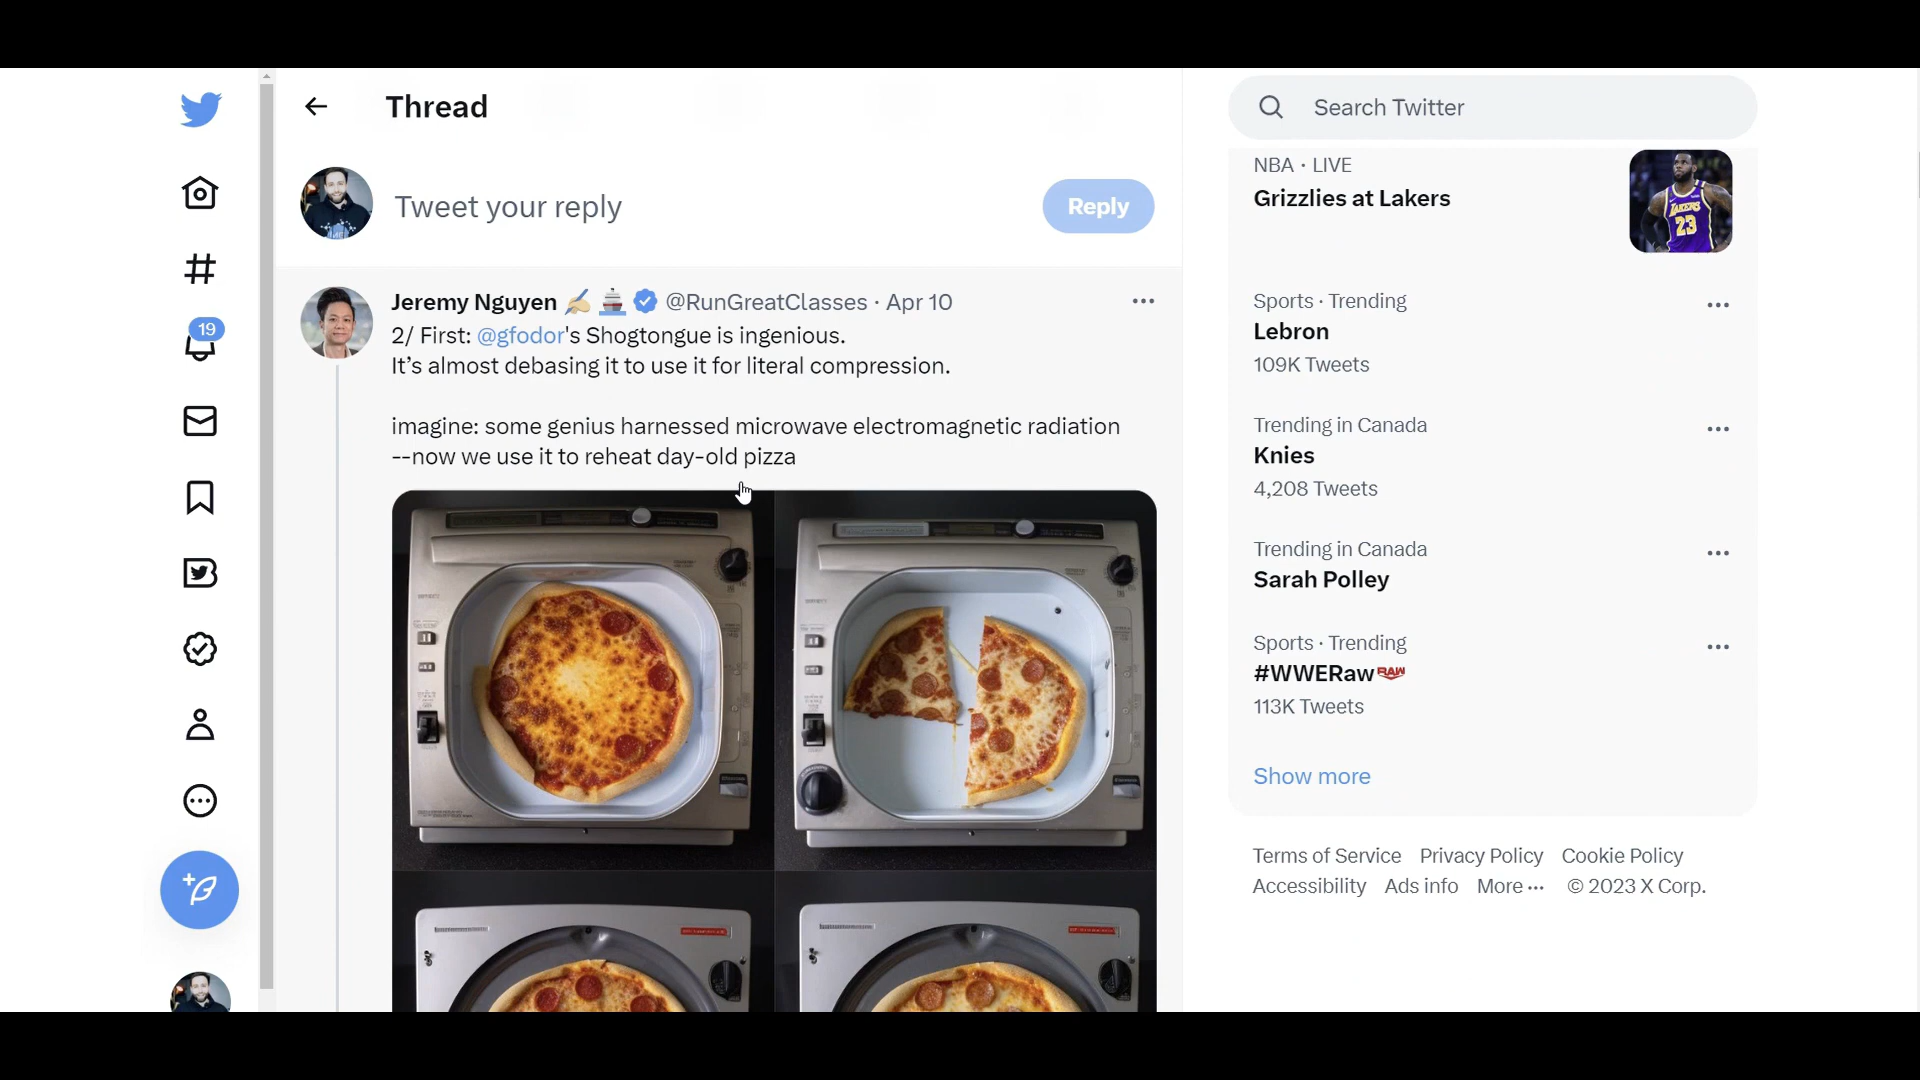 Thread
Search Twitter
Tweet your reply
Reply
19
Jeremy Nguyen ✍🏼 🚢 @RunGreatClasses · Apr 10
2/ First: @gfodor's Shogtongue is ingenious.
It’s almost debasing it to use it for literal compression.
imagine: some genius harnessed microwave electromagnetic radiation
--now we use it to reheat day-old pizza
NBA · LIVE
Grizzlies at Lakers
LAKERS
23
Sports · Trending
Lebron
109K Tweets
Trending in Canada
Knies
4,208 Tweets
Trending in Canada
Sarah Polley
Sports · Trending
#WWERaw RAW
113K Tweets
Show more
Terms of Service Privacy Policy Cookie Policy
Accessibility Ads info More ··· © 2023 X Corp.